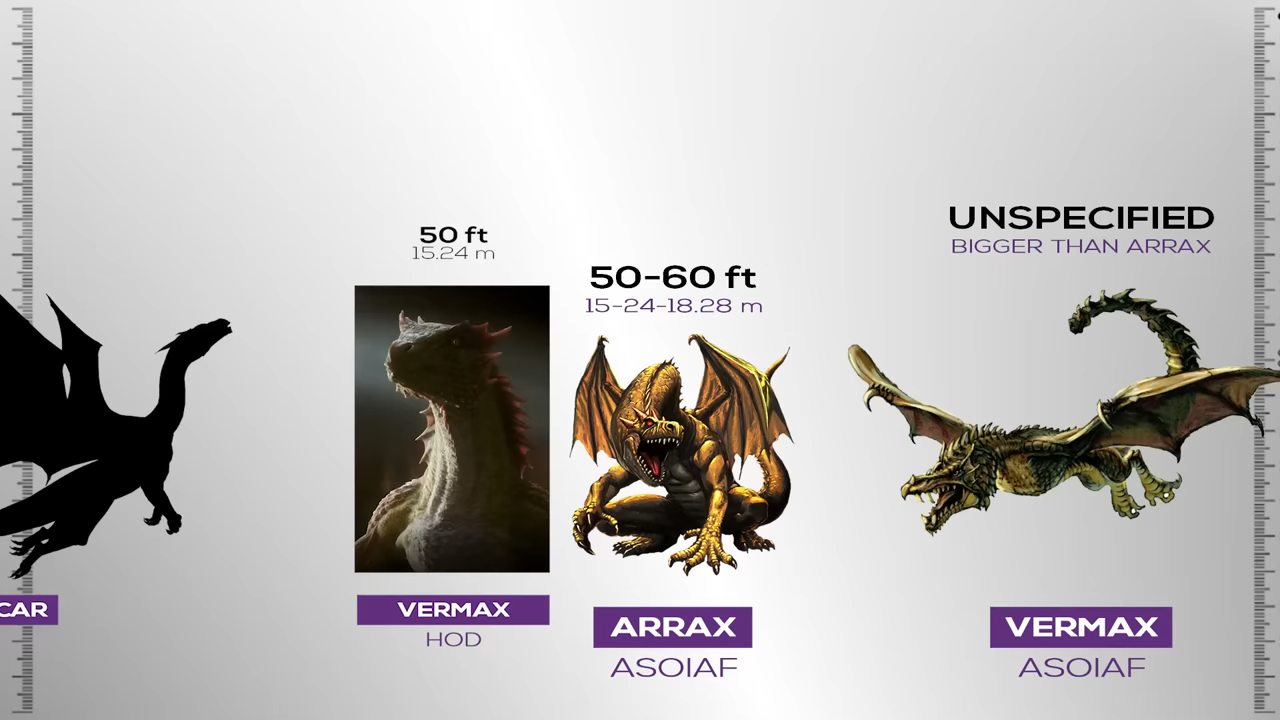 CAR
50 ft
15.24 m
VERMAX
HOD
50-60 ft
15-24-18.28 m
ARRAX
ASOIAF
UNSPECIFIED
BIGGER THAN ARRAX
VERMAX
ASOIAF